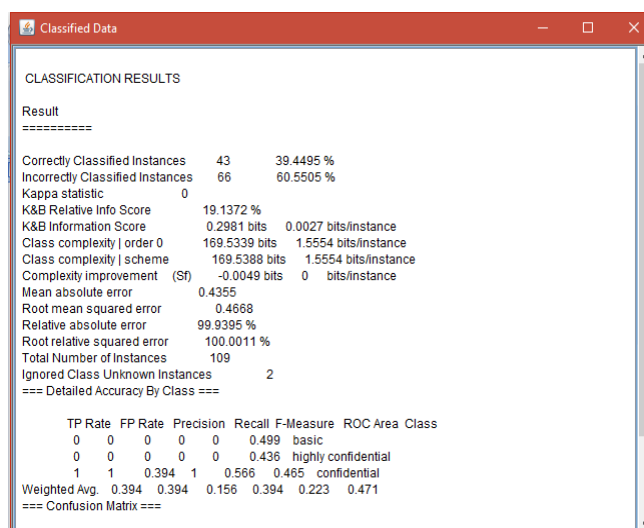 Classified Data
CLASSIFICATION RESULTS
Result
==========
Correctly Classified Instances 43 39.4495 %
Incorrectly Classified Instances 66 60.5505 %
Kappa statistic 0
K&B Relative Info Score 19.1372 %
K&B Information Score 0.2981 bits 0.0027 bits/instance
Class complexity | order 0 169.5339 bits 1.5554 bits/instance
Class complexity | scheme 169.5388 bits 1.5554 bits/instance
Complexity improvement (Sf) -0.0049 bits 0 bits/instance
Mean absolute error 0.4355
Root mean squared error 0.4668
Relative absolute error 99.9395 %
Root relative squared error 100.0011 %
Total Number of Instances 109
Ignored Class Unknown Instances 2
=== Detailed Accuracy By Class ===
TP Rate FP Rate Precision Recall F-Measure ROC Area Class
0 0 0 0 0 0.499 basic
0 0 0 0 0 0.436 highly confidential
1 1 0.394 1 0.566 0.465 confidential
Weighted Avg. 0.394 0.394 0.156 0.394 0.223 0.471
=== Confusion Matrix ===